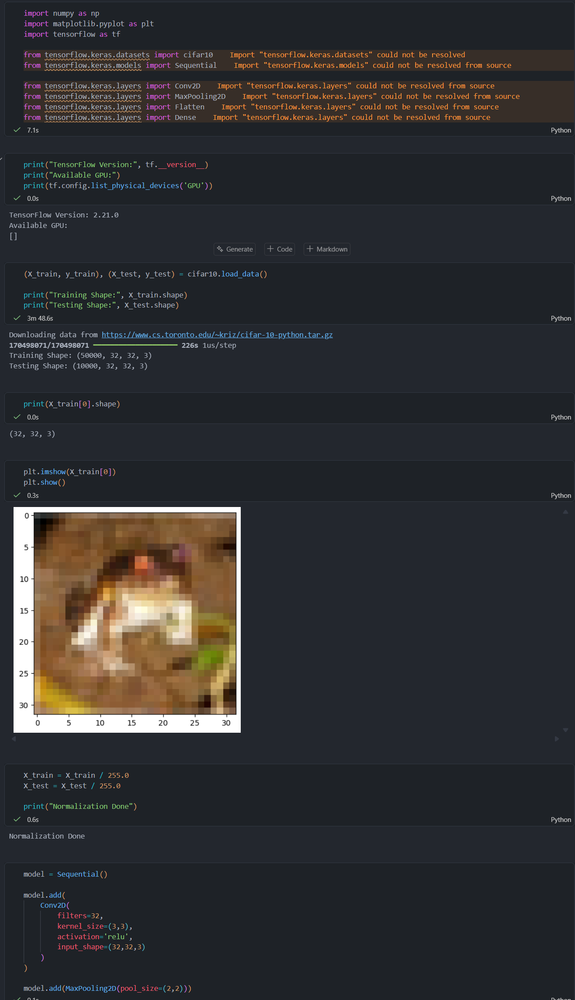 import numpy as np
import matplotlib.pyplot as plt
import tensorflow as tf
from tensorflow.keras.datasets import cifar10    Import "tensorflow.keras.datasets" could not be resolved
from tensorflow.keras.models import Sequential    Import "tensorflow.keras.models" could not be resolved from source
from tensorflow.keras.layers import Conv2D    Import "tensorflow.keras.layers" could not be resolved from source
from tensorflow.keras.layers import MaxPooling2D    Import "tensorflow.keras.layers" could not be resolved from source
from tensorflow.keras.layers import Flatten    Import "tensorflow.keras.layers" could not be resolved from source
from tensorflow.keras.layers import Dense    Import "tensorflow.keras.layers" could not be resolved from source
7.1s Python
print("TensorFlow Version:", tf.__version__)
print("Available GPU:")
print(tf.config.list_physical_devices('GPU'))
0.0s Python
TensorFlow Version: 2.21.0
Available GPU:
[]
Generate + Code + Markdown
(X_train, y_train), (X_test, y_test) = cifar10.load_data()
print("Training Shape:", X_train.shape)
print("Testing Shape:", X_test.shape)
3m 48.6s Python
Downloading data from https://www.cs.toronto.edu/~kriz/cifar-10-python.tar.gz
170498071/170498071 226s 1us/step
Training Shape: (50000, 32, 32, 3)
Testing Shape: (10000, 32, 32, 3)
print(X_train[0].shape)
0.0s Python
(32, 32, 3)
plt.imshow(X_train[0])
plt.show()
0.3s Python
0
5
10
15
20
25
30
0 5 10 15 20 25 30
X_train = X_train / 255.0
X_test = X_test / 255.0
print("Normalization Done")
0.6s Python
Normalization Done
model = Sequential()
model.add(
    Conv2D(
        filters=32,
        kernel_size=(3,3),
        activation='relu',
        input_shape=(32,32,3)
    )
)
model.add(MaxPooling2D(pool_size=(2,2)))
0.1s Python